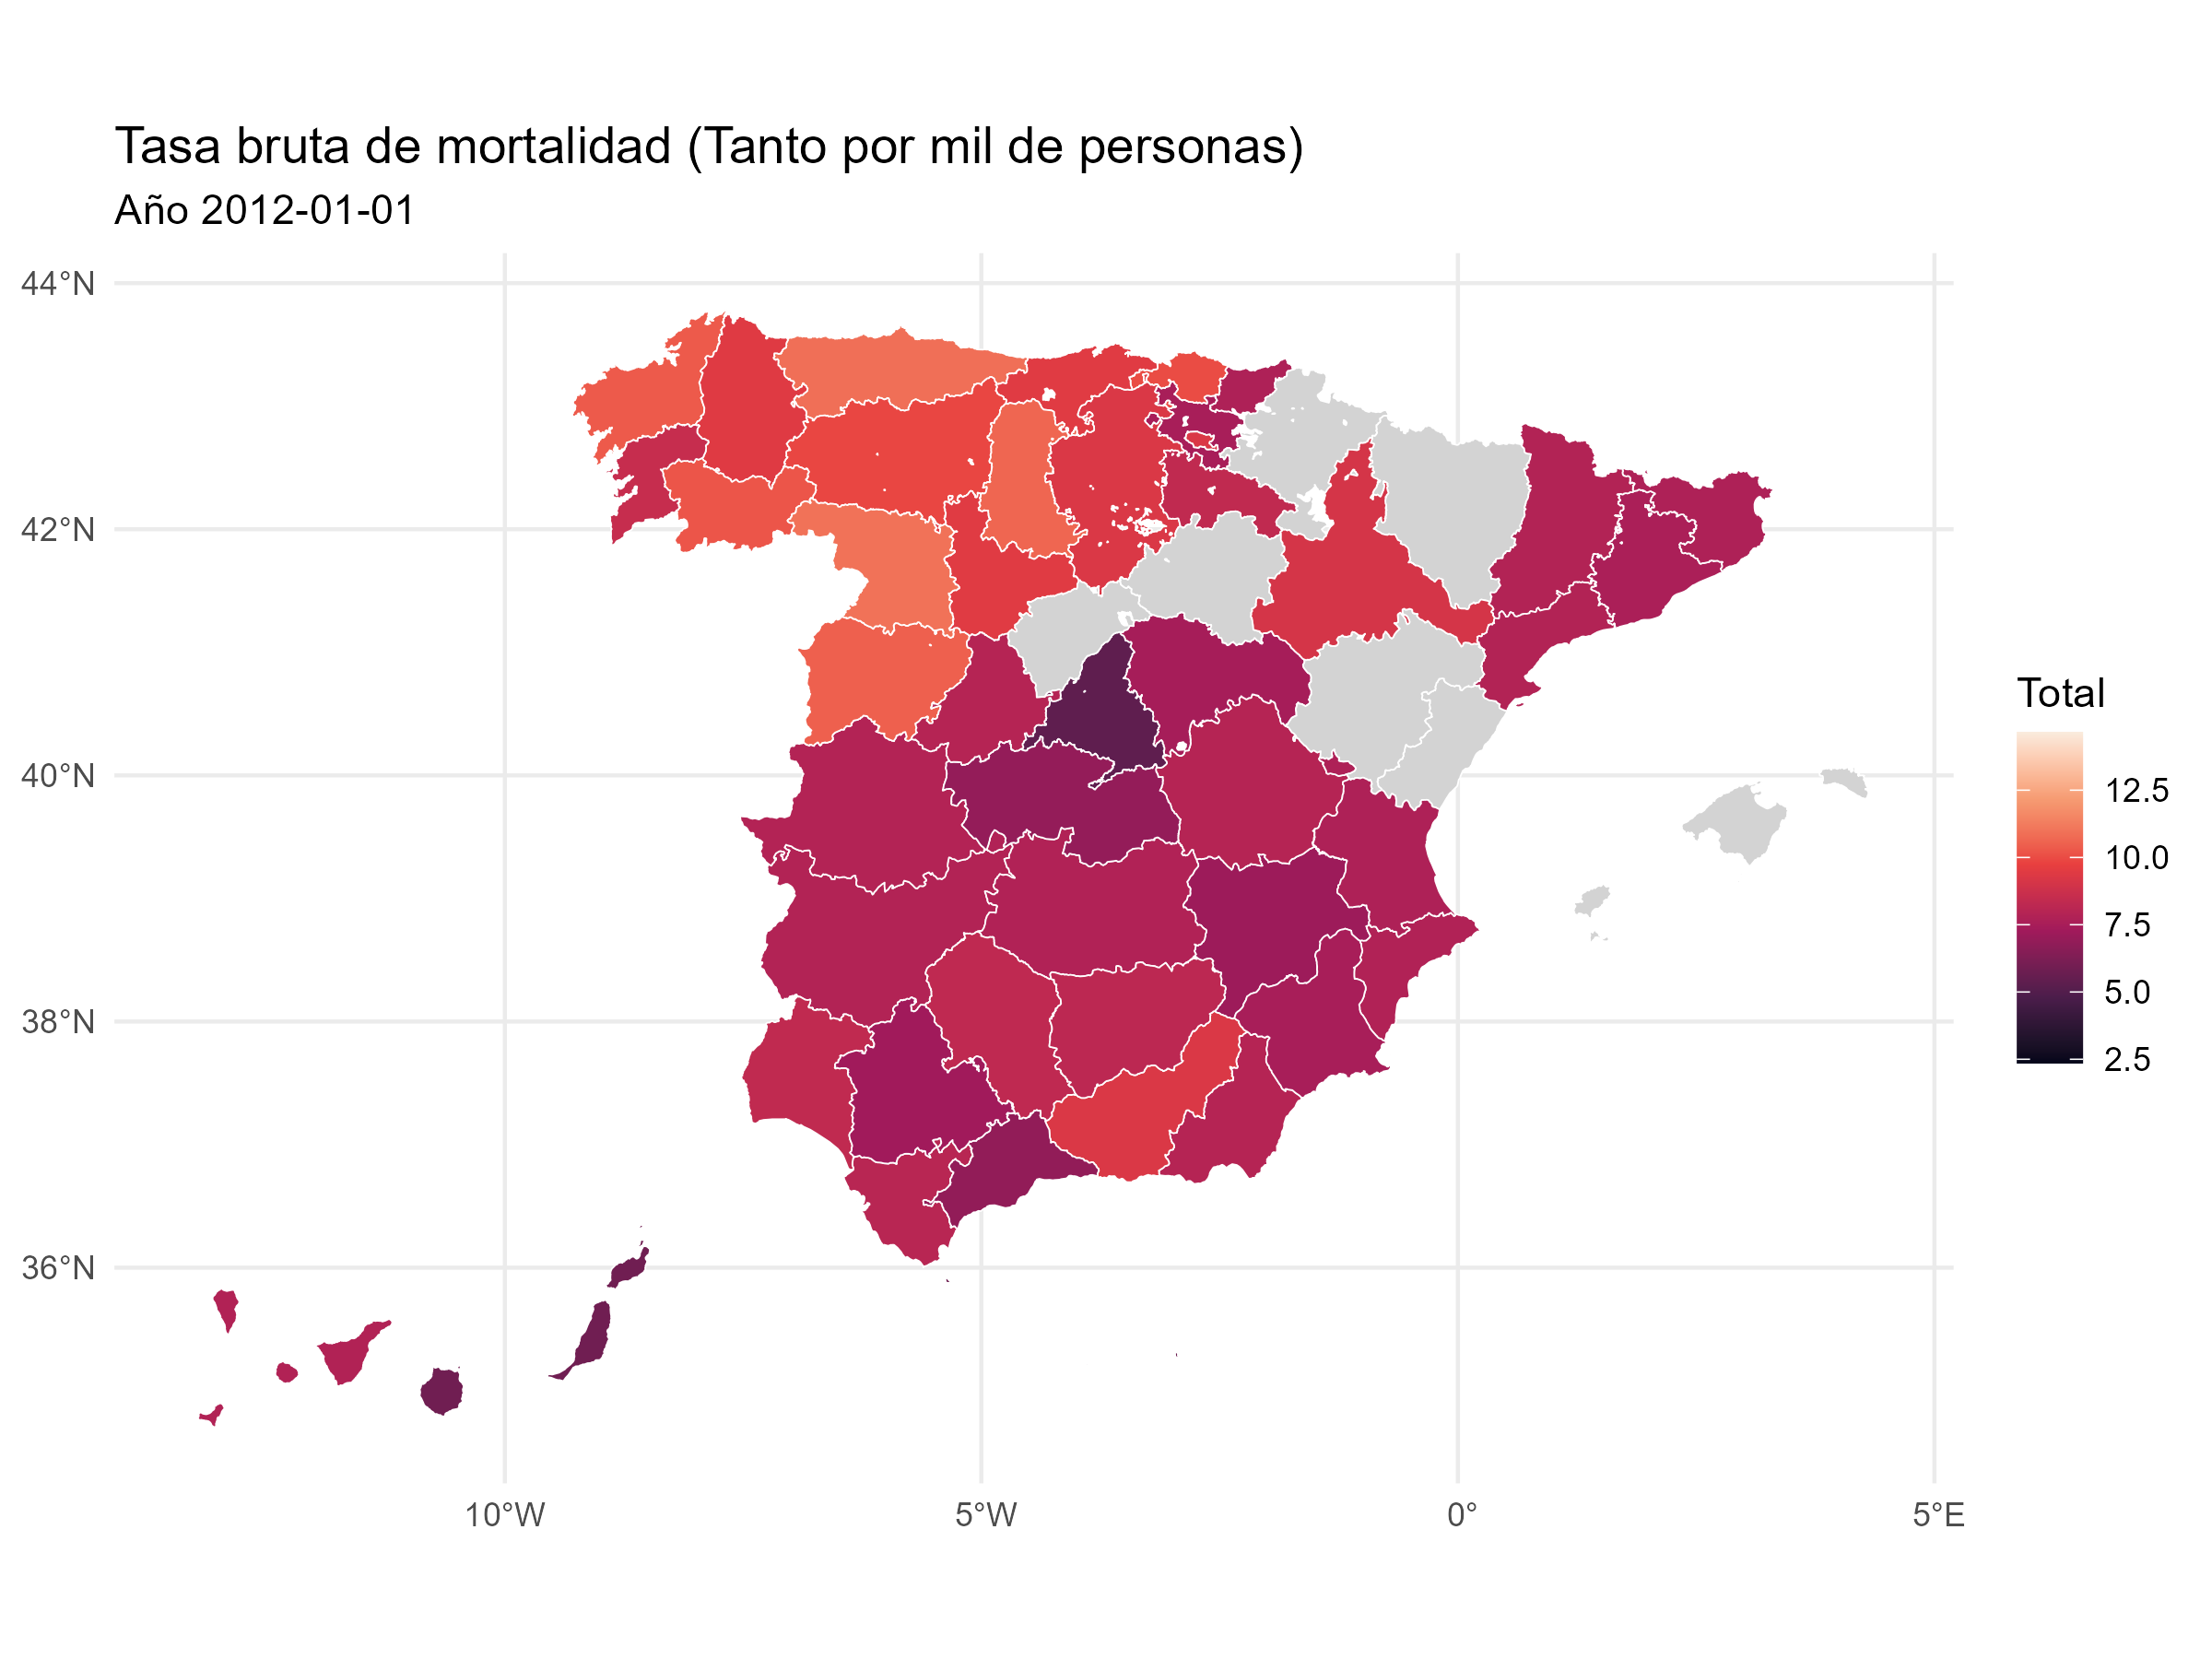 Tasa bruta de mortalidad (Tanto por mil de personas)
Año 2012-01-01
44°N
42°N
40°N
38°N
36°N
10°W
5°W
0°
5°E
Total
12.5
10.0
7.5
5.0
2.5